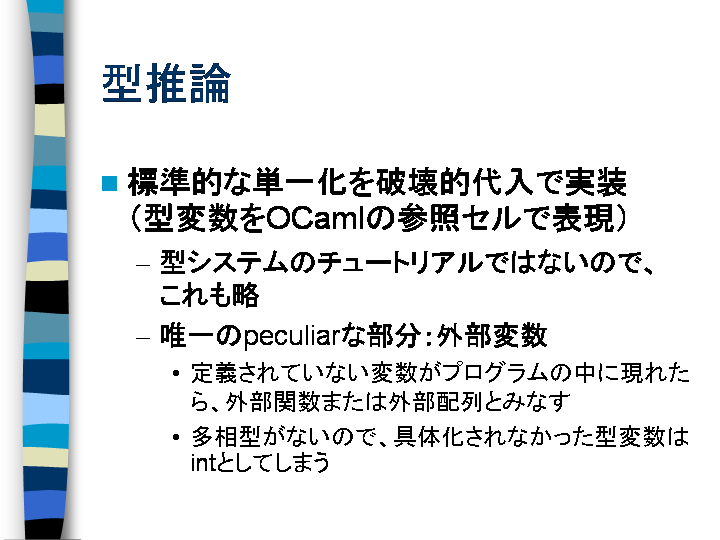 型推論
標準的な単一化を破壊的代入で実装
（型変数をOCamlの参照セルで表現）
– 型システムのチュートリアルではないので、
これも略
– 唯一のpeculiarな部分：外部変数
• 定義されていない変数がプログラムの中に現れた
ら、外部関数または外部配列とみなす
• 多相型がないので、具体化されなかった型変数は
intとしてしまう